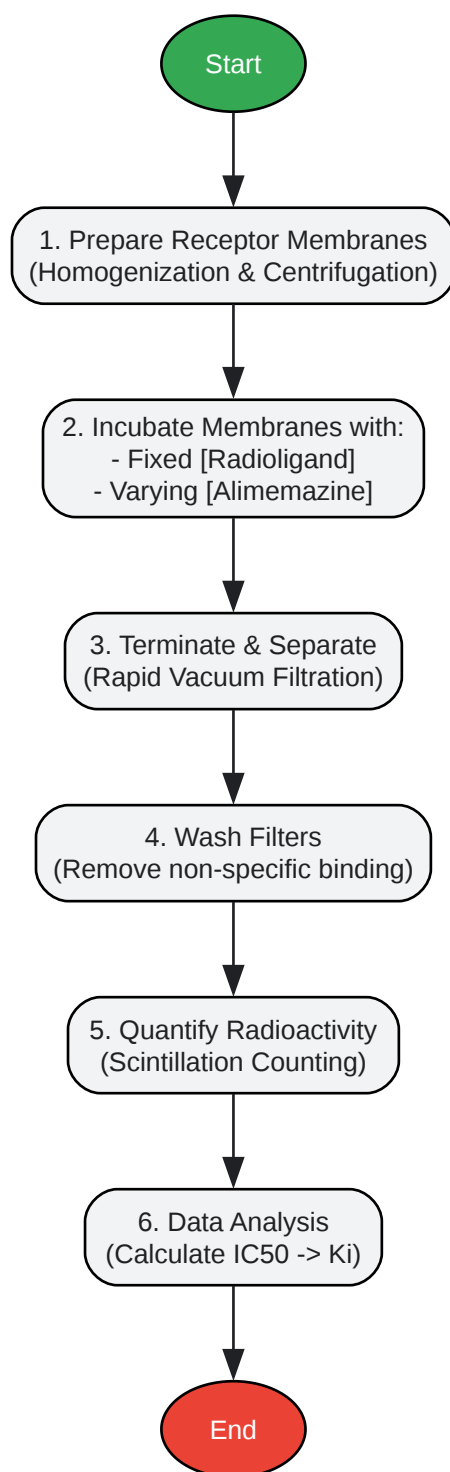 Start
1. Prepare Receptor Membranes
(Homogenization & Centrifugation)
2. Incubate Membranes with:
- Fixed [Radioligand]
- Varying [Alimemazine]
3. Terminate & Separate
(Rapid Vacuum Filtration)
4. Wash Filters
(Remove non-specific binding)
5. Quantify Radioactivity
(Scintillation Counting)
6. Data Analysis
(Calculate IC50 -> Ki)
End